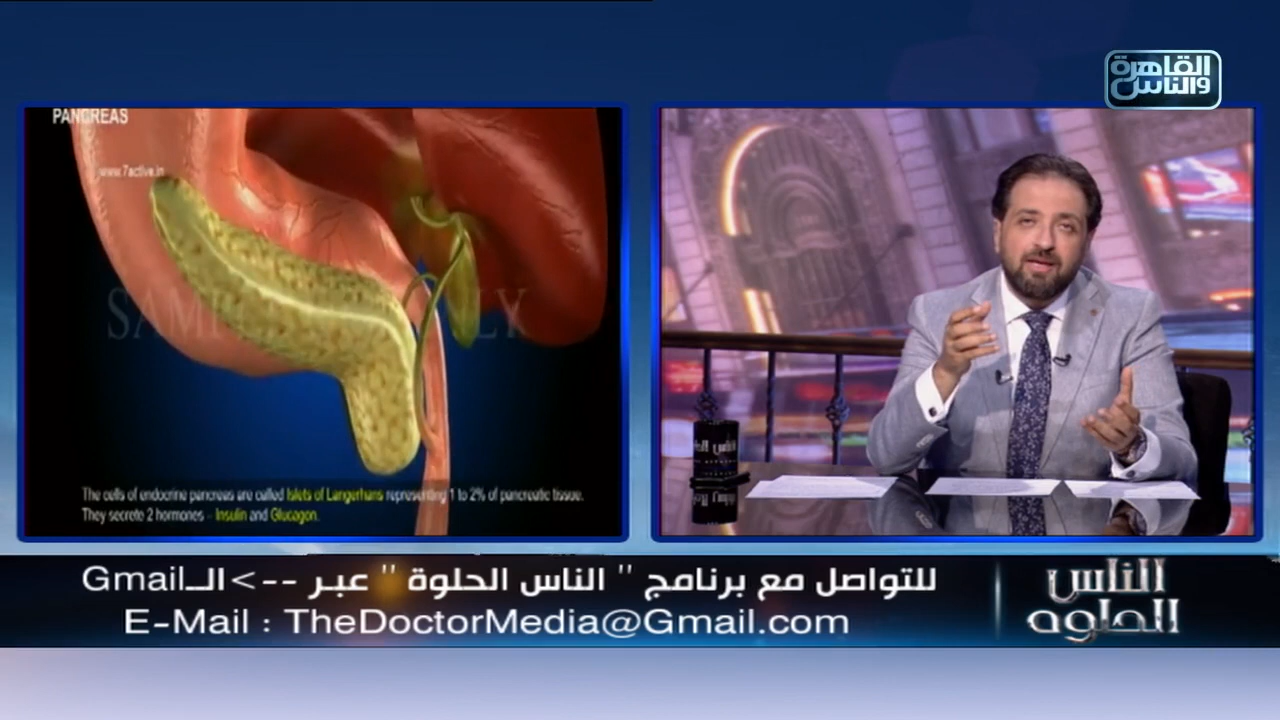 القاهرة
والناس
PANCREAS
www.7active.in
The cells of endocrine pancreas are called Islets of Langerhans representing 1 to 2% of pancreatic tissue.
They secrete 2 hormones - Insulin and Glucagon.
للتواصل مع برنامج " الناس الحلوة " عبر --> الـGmail
E-Mail : TheDoctorMedia@Gmail.com
الناس
الحلوه